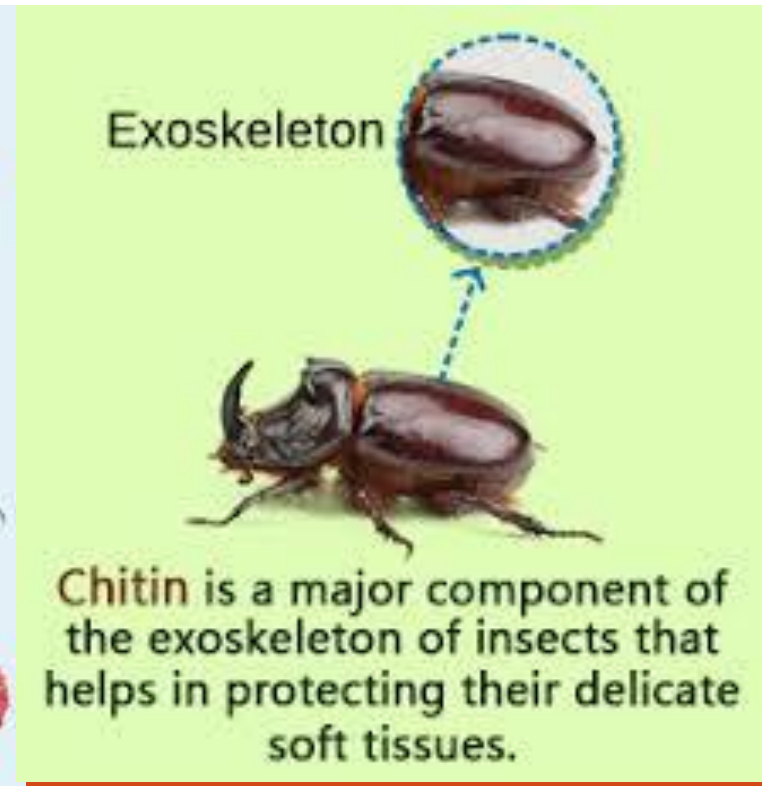 Exoskeleton
Chitin is a major component of
the exoskeleton of insects that
helps in protecting their delicate
soft tissues.